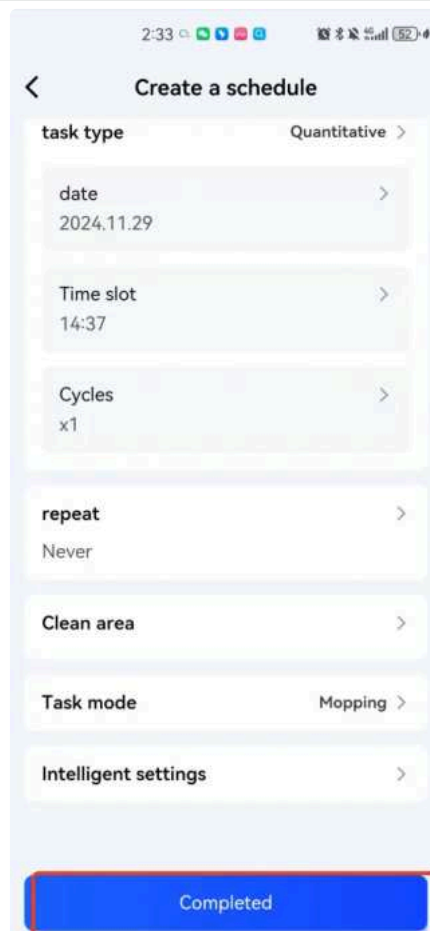 2:33 52
Create a schedule
task type Quantitative
date
2024.11.29
Time slot
14:37
Cycles
x1
repeat
Never
Clean area
Task mode Mopping
Intelligent settings
Completed